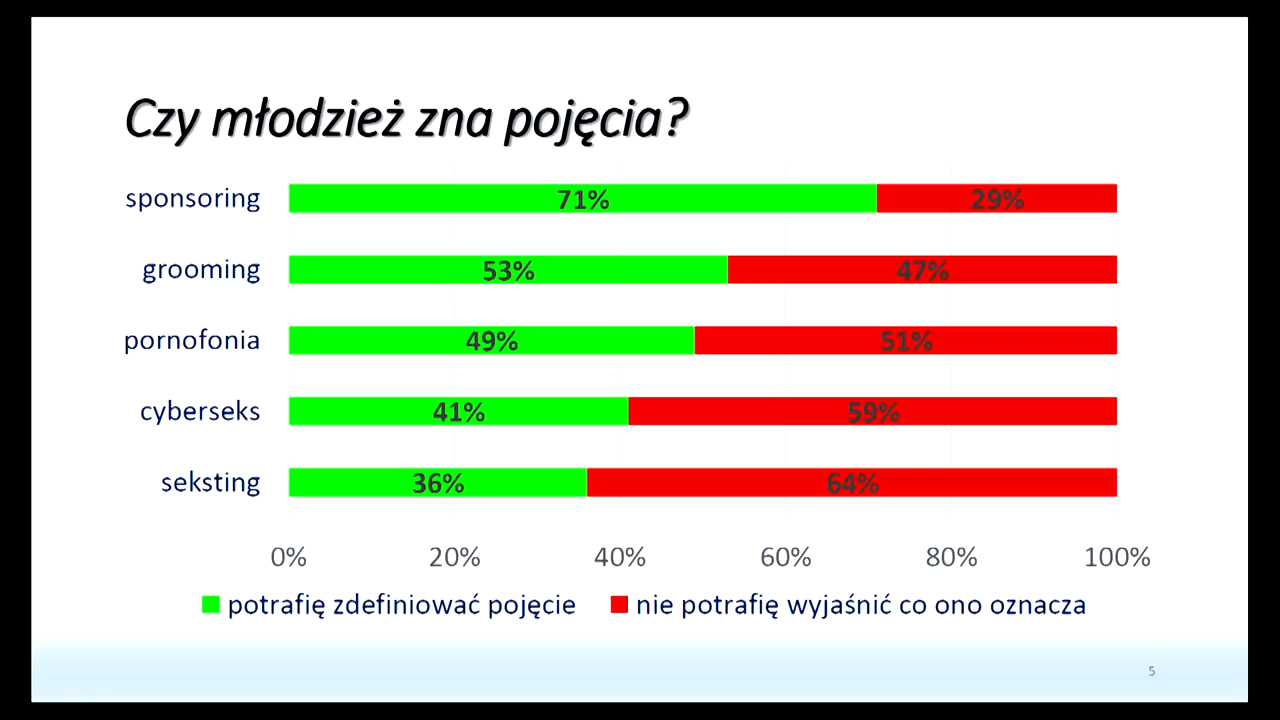 Czy młodzież zna pojęcia?
sponsoring 71% 29%
grooming 53% 47%
pornofonia 49% 51%
cyberseks 41% 59%
seksting 36% 64%
0% 20% 40% 60% 80% 100%
potrafię zdefiniować pojęcie nie potrafię wyjaśnić co ono oznacza
5